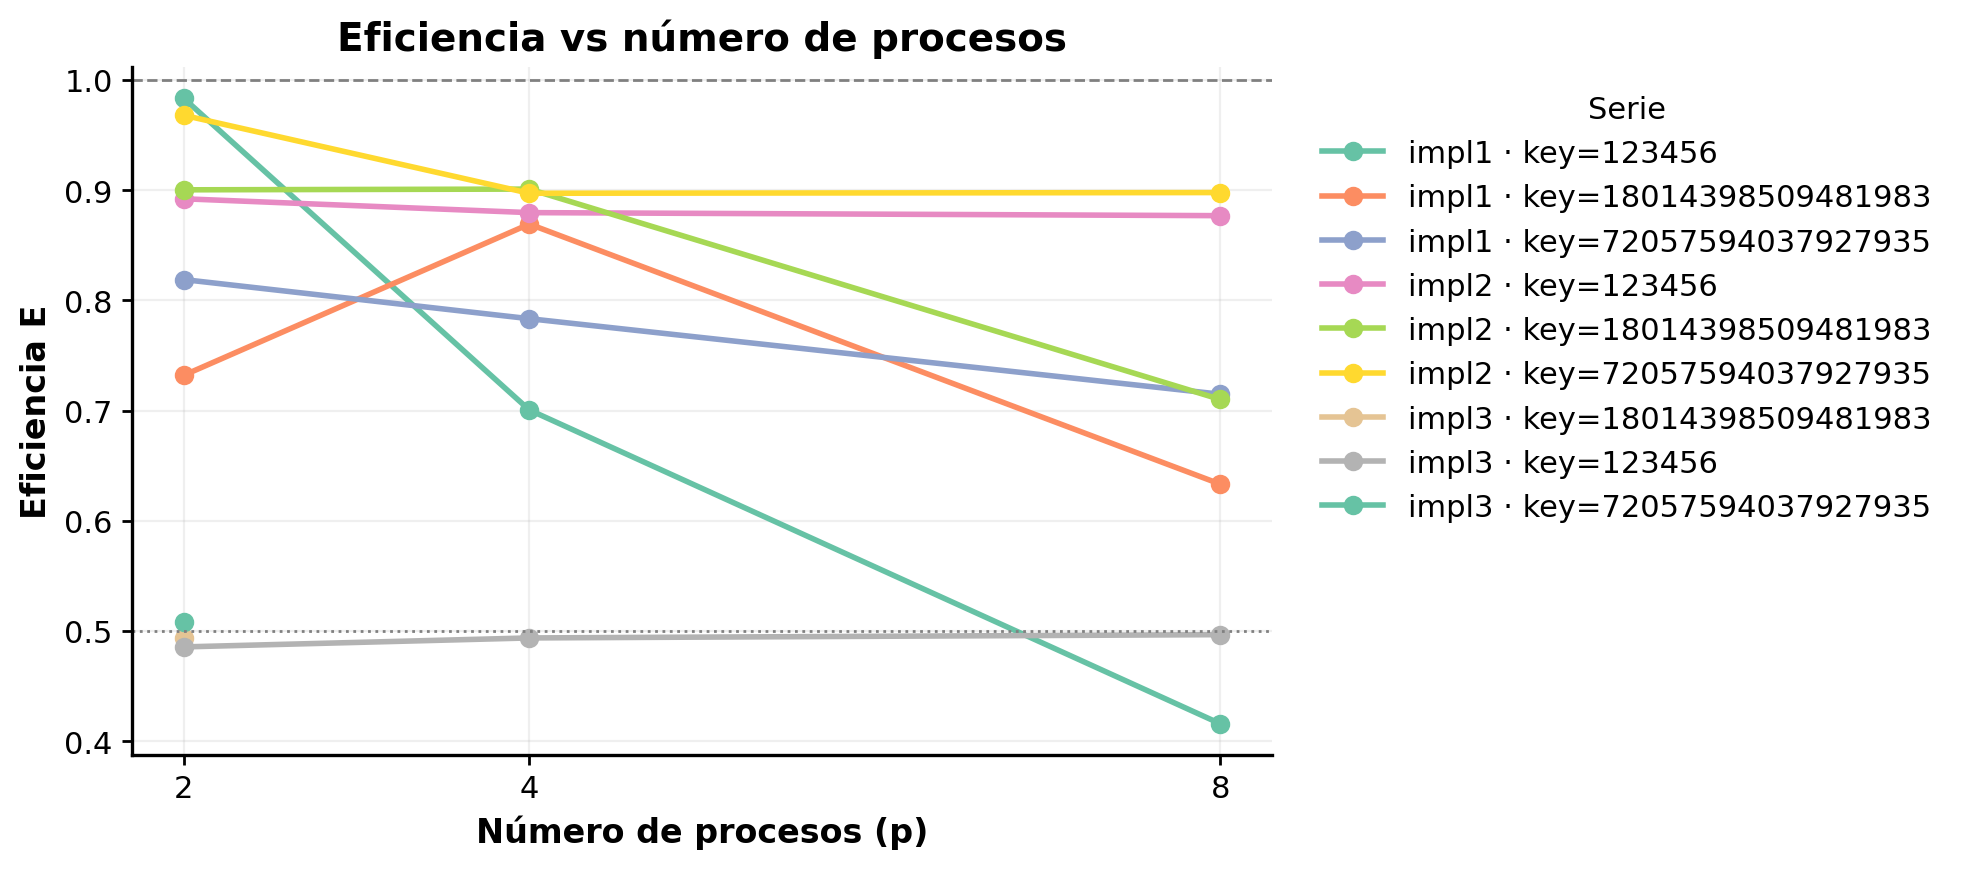 Eficiencia vs número de procesos
Eficiencia E
1.0
0.9
0.8
0.7
0.6
0.5
0.4
2 4 8
Número de procesos (p)
Serie
impl1 · key=123456
impl1 · key=18014398509481983
impl1 · key=72057594037927935
impl2 · key=123456
impl2 · key=18014398509481983
impl2 · key=72057594037927935
impl3 · key=18014398509481983
impl3 · key=123456
impl3 · key=72057594037927935